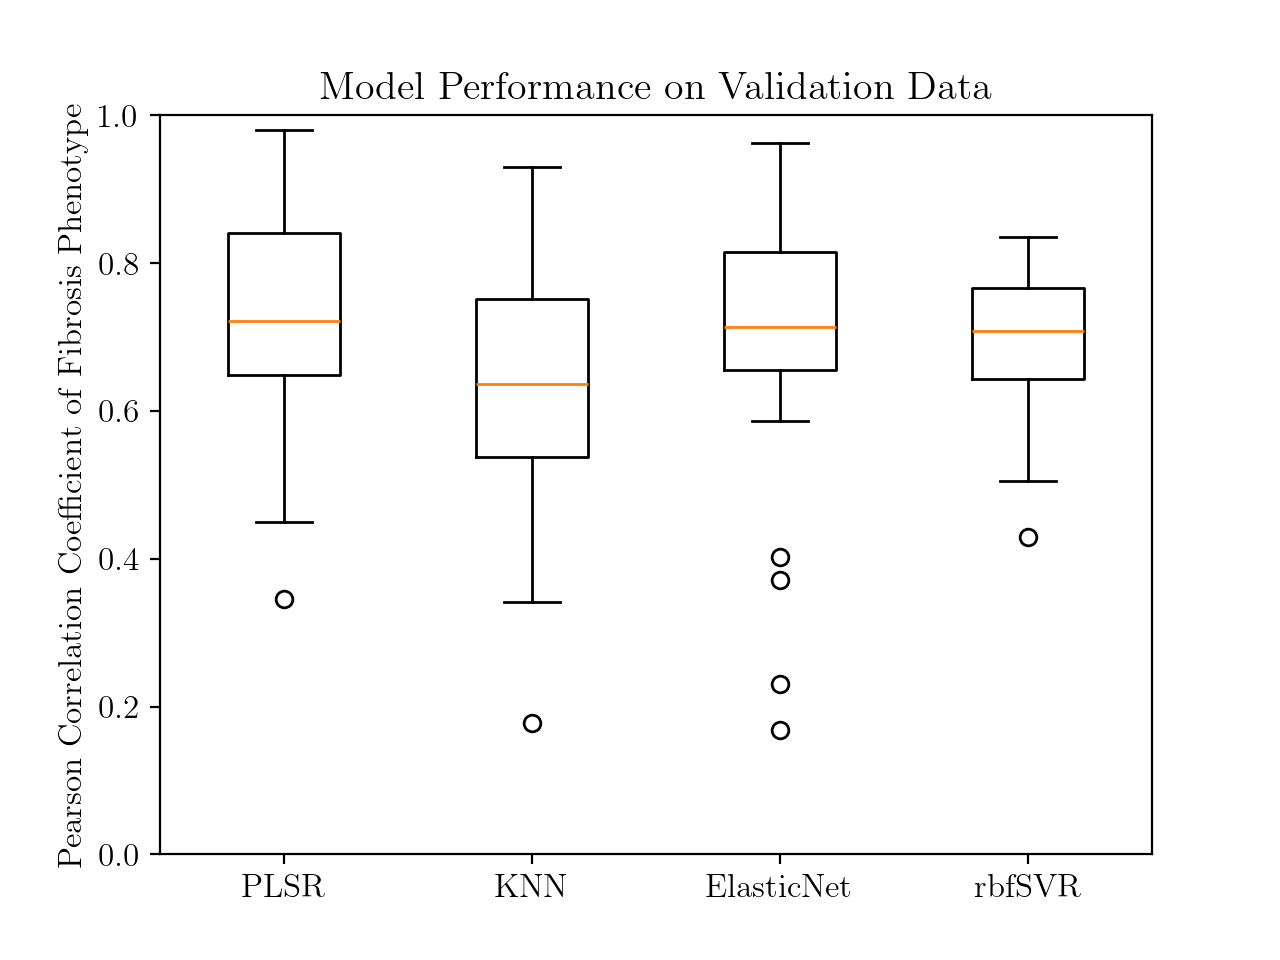 Model Performance on Validation Data
Pearson Correlation Coefficient of Fibrosis Phenotype
1.0
0.8
0.6
0.4
0.2
0.0
PLSR
KNN
ElasticNet
rbfSVR